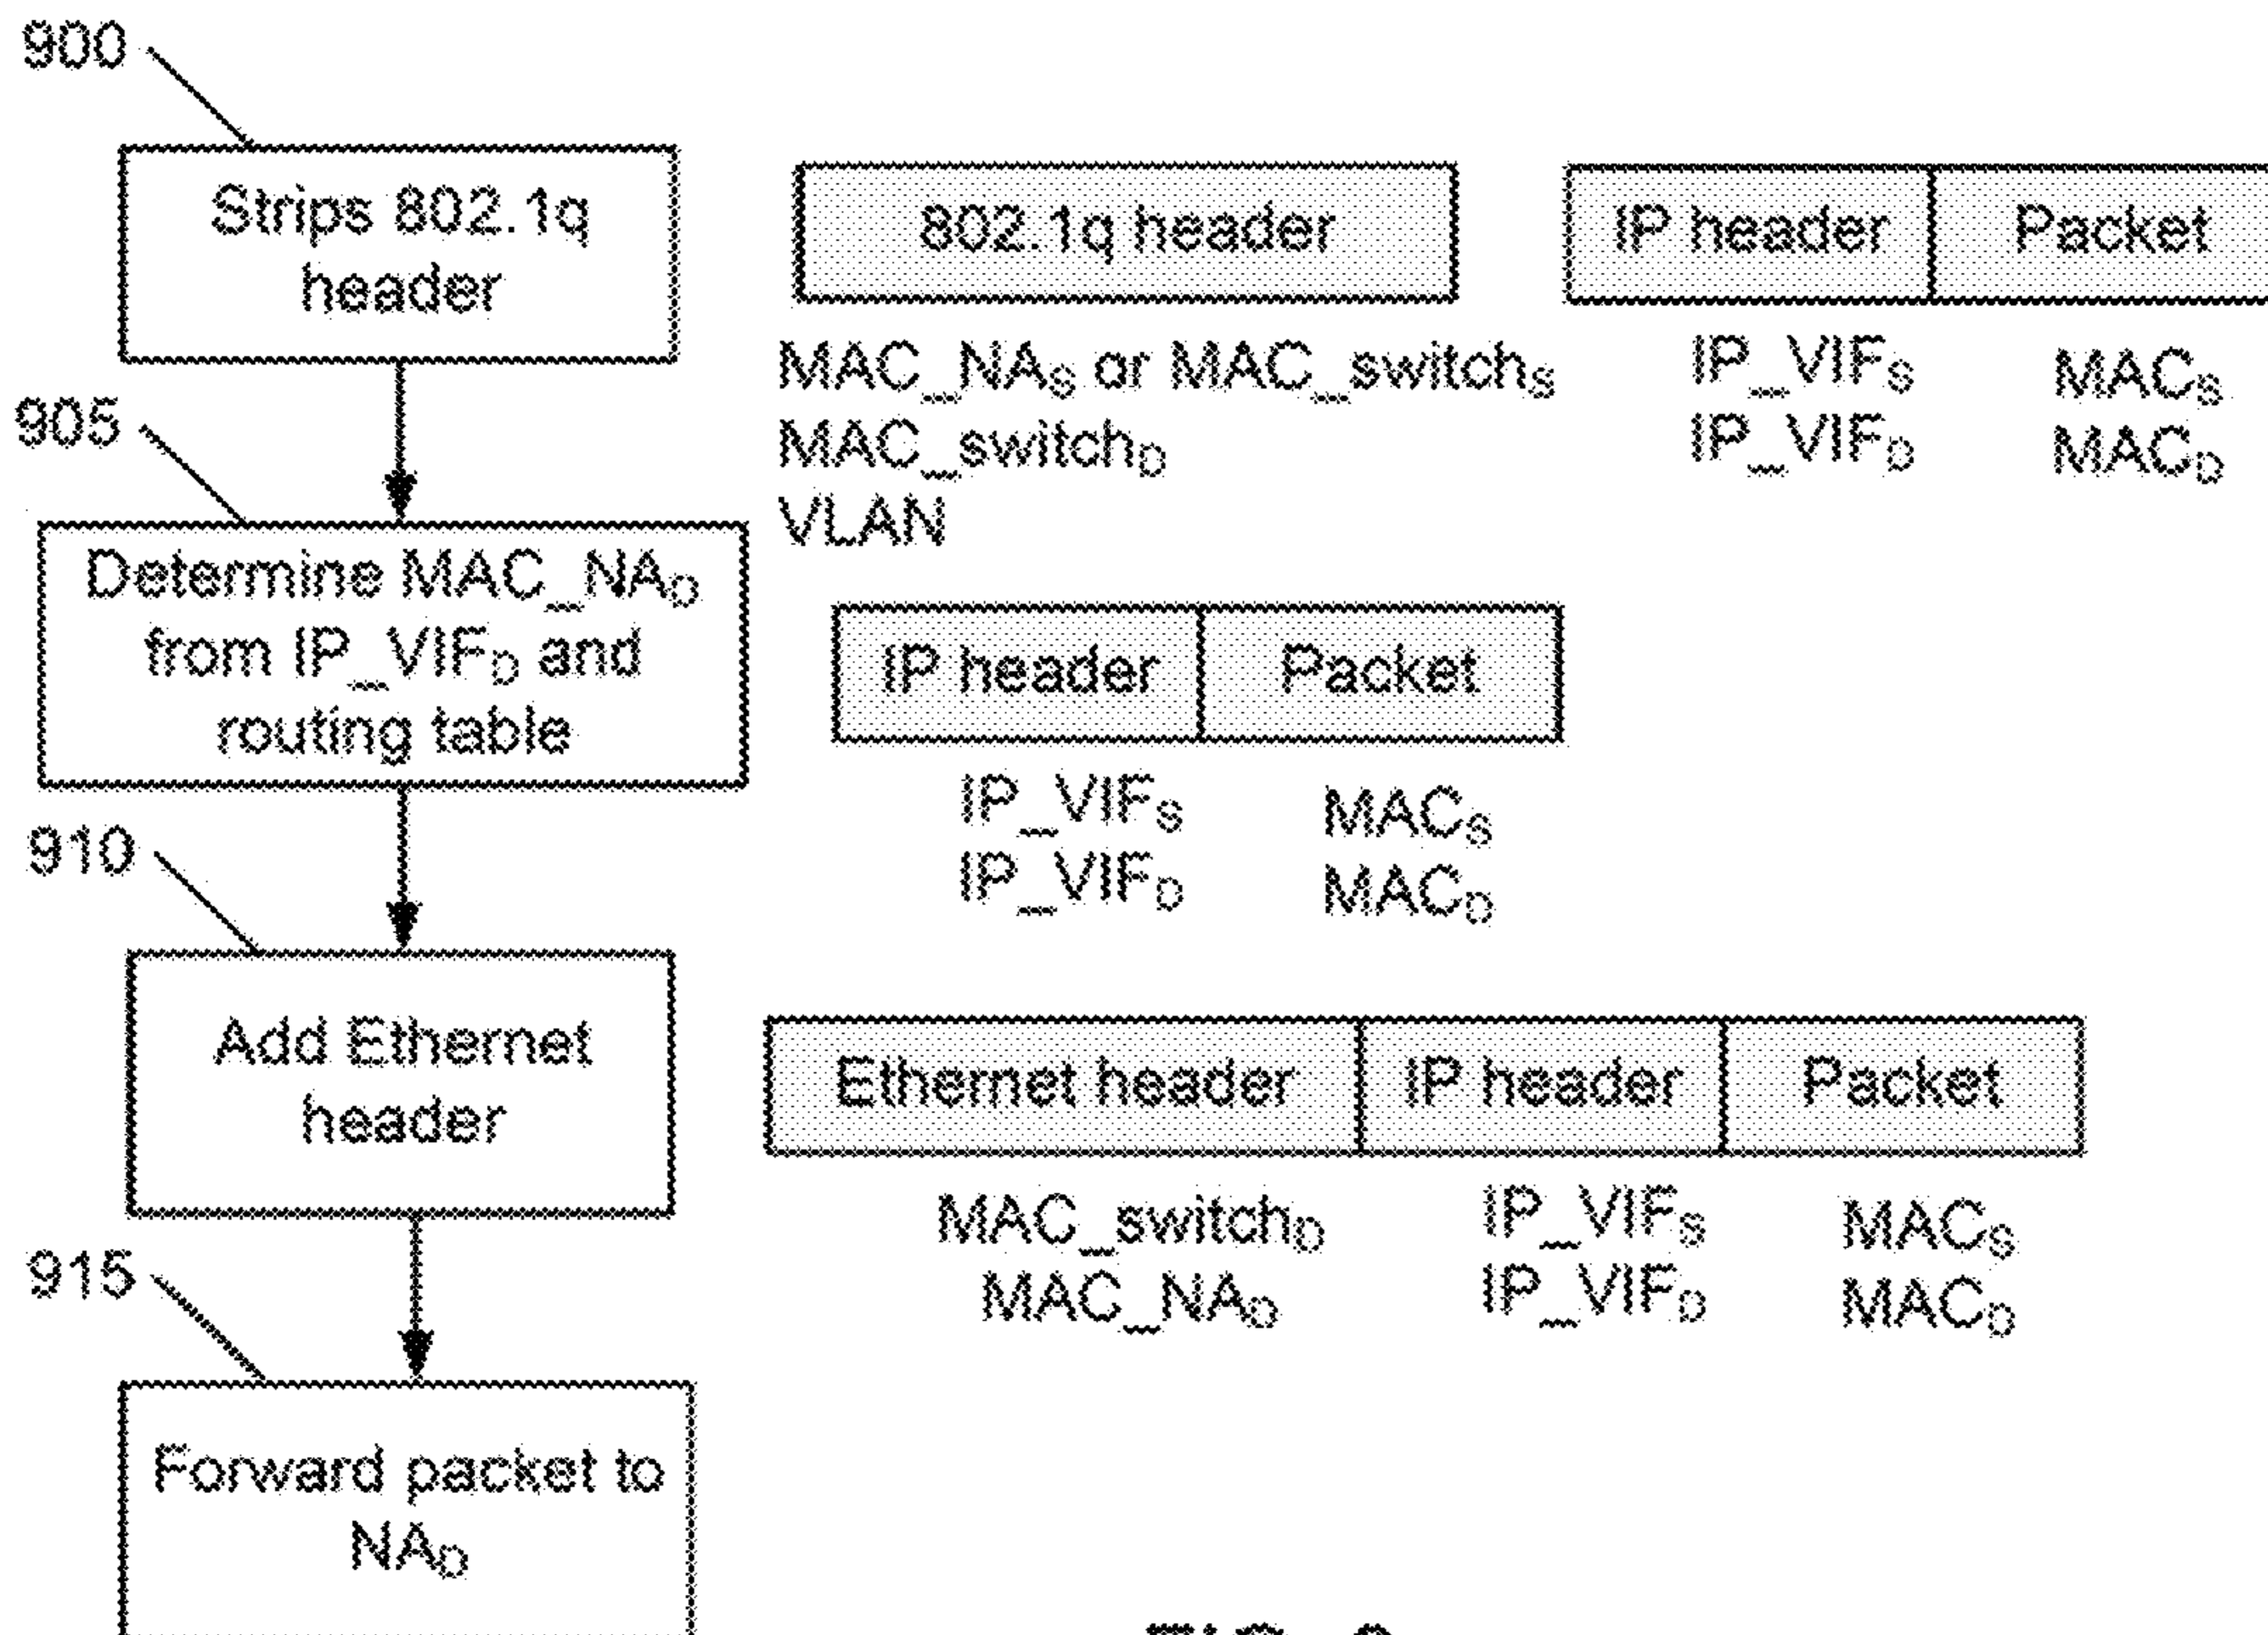 900
Strips 802.1q
header
802.1q header
IP header
Packet
MAC_NAS or MAC_switchS
MAC_switchD
VLAN
IP_VIFS
IP_VIFD
MACS
MACD
905
Determine MAC_NAD
from IP_VIFD and
routing table
IP header
Packet
IP_VIFS
IP_VIFD
MACS
MACD
910
Add Ethernet
header
Ethernet header
IP header
Packet
MAC_switchD
MAC_NAD
IP_VIFS
IP_VIFD
MACS
MACD
915
Forward packet to
NAD